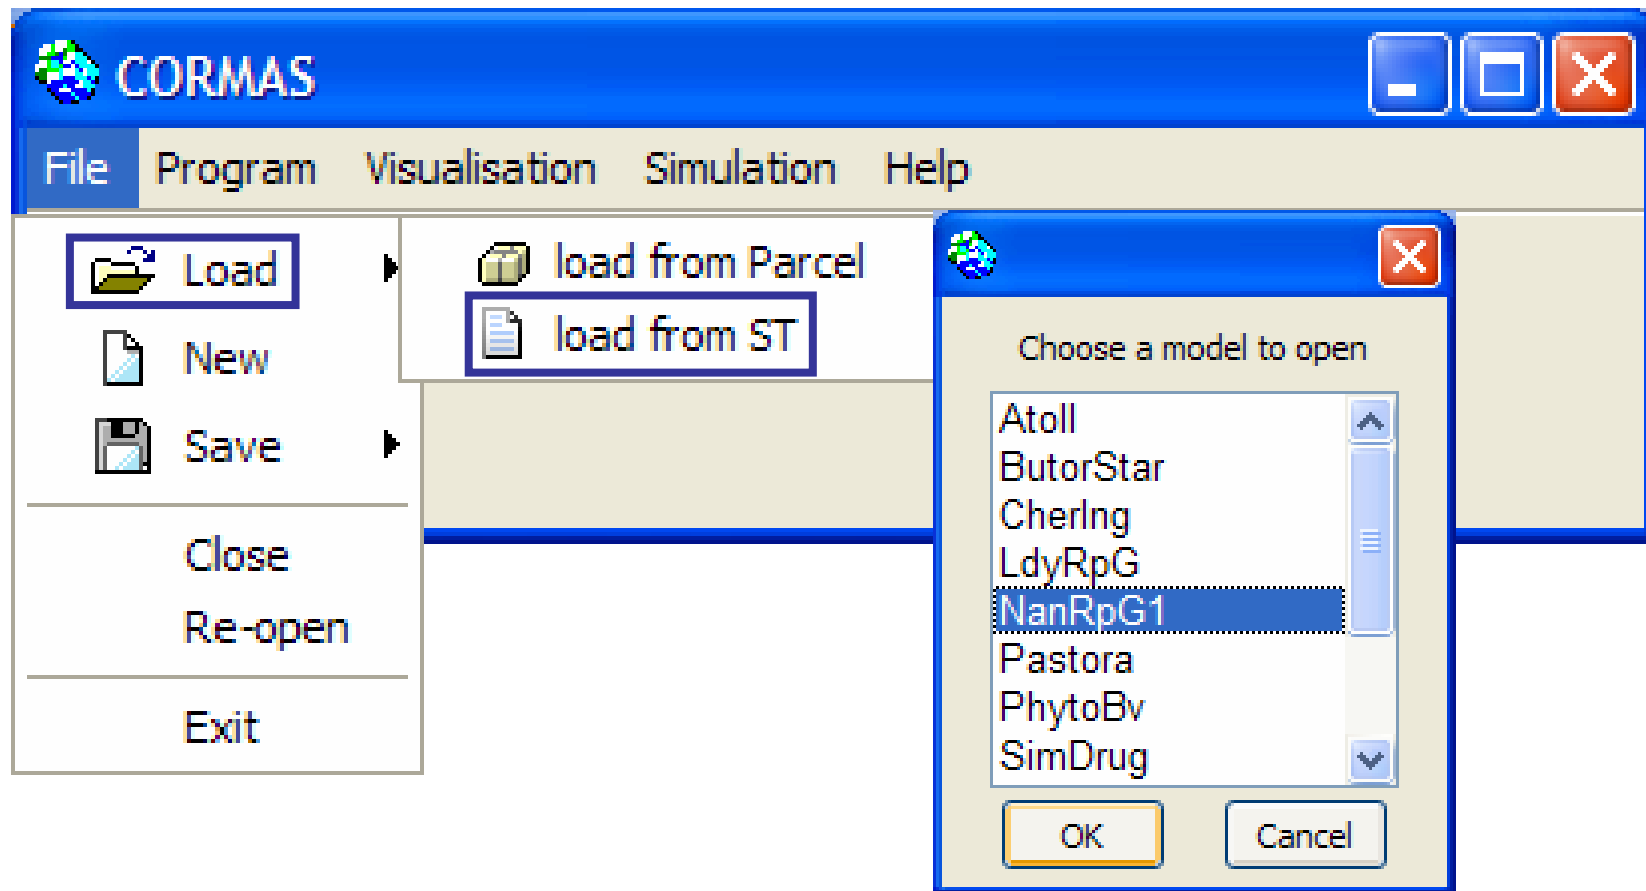 CORMAS
File Program Visualisation Simulation Help
Load
New
Save
Close
Re-open
Exit
load from Parcel
load from ST
Choose a model to open
Atoll
ButorStar
CherIng
LdyRpG
NanRpG1
Pastora
PhytoBv
SimDrug
OK Cancel